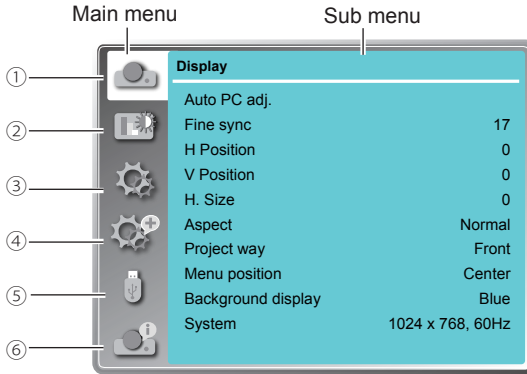 Main menu Sub menu
① Display
Auto PC adj.
② Fine sync 17
H Position 0
③ V Position 0
H. Size 0
④ Aspect Normal
Project way Front
⑤ Menu position Center
Background display Blue
⑥ System 1024 x 768, 60Hz